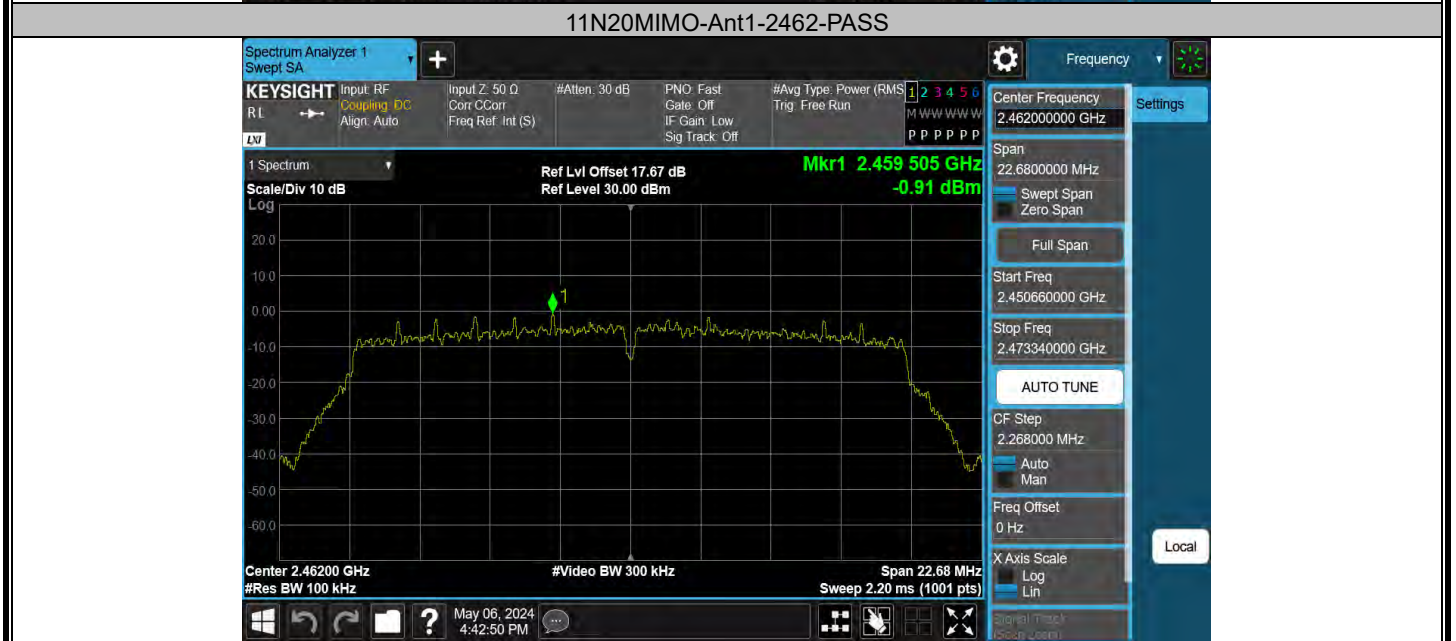 11N20MIMO-Ant1-2462-PASS
Spectrum Analyzer 1
Swept SA
+
Frequency
KEYSIGHT
RL
LXI
Input: RF
Coupling: DC
Align: Auto
Input Z: 50 Ω
Corr CCorr
Freq Ref: Int (S)
#Atten: 30 dB
PNO: Fast
Gate: Off
IF Gain: Low
Sig Track: Off
#Avg Type: Power (RMS
Trig: Free Run
1 2 3 4 5 6
M W W W W W
P P P P P P
Center Frequency
2.462000000 GHz
Settings
Span
22.6800000 MHz
Swept Span
Zero Span
Full Span
Start Freq
2.450660000 GHz
Stop Freq
2.473340000 GHz
AUTO TUNE
CF Step
2.268000 MHz
Auto
Man
Freq Offset
0 Hz
X Axis Scale
Log
Lin
Signal Track
(Span Zoom)
Local
1 Spectrum
Scale/Div 10 dB
Ref Lvl Offset 17.67 dB
Ref Level 30.00 dBm
Mkr1 2.459 505 GHz
-0.91 dBm
Log
20.0
10.0
0.00
-10.0
-20.0
-30.0
-40.0
-50.0
-60.0
1
Center 2.46200 GHz
#Res BW 100 kHz
#Video BW 300 kHz
Span 22.68 MHz
Sweep 2.20 ms (1001 pts)
?
May 06, 2024
4:42:50 PM